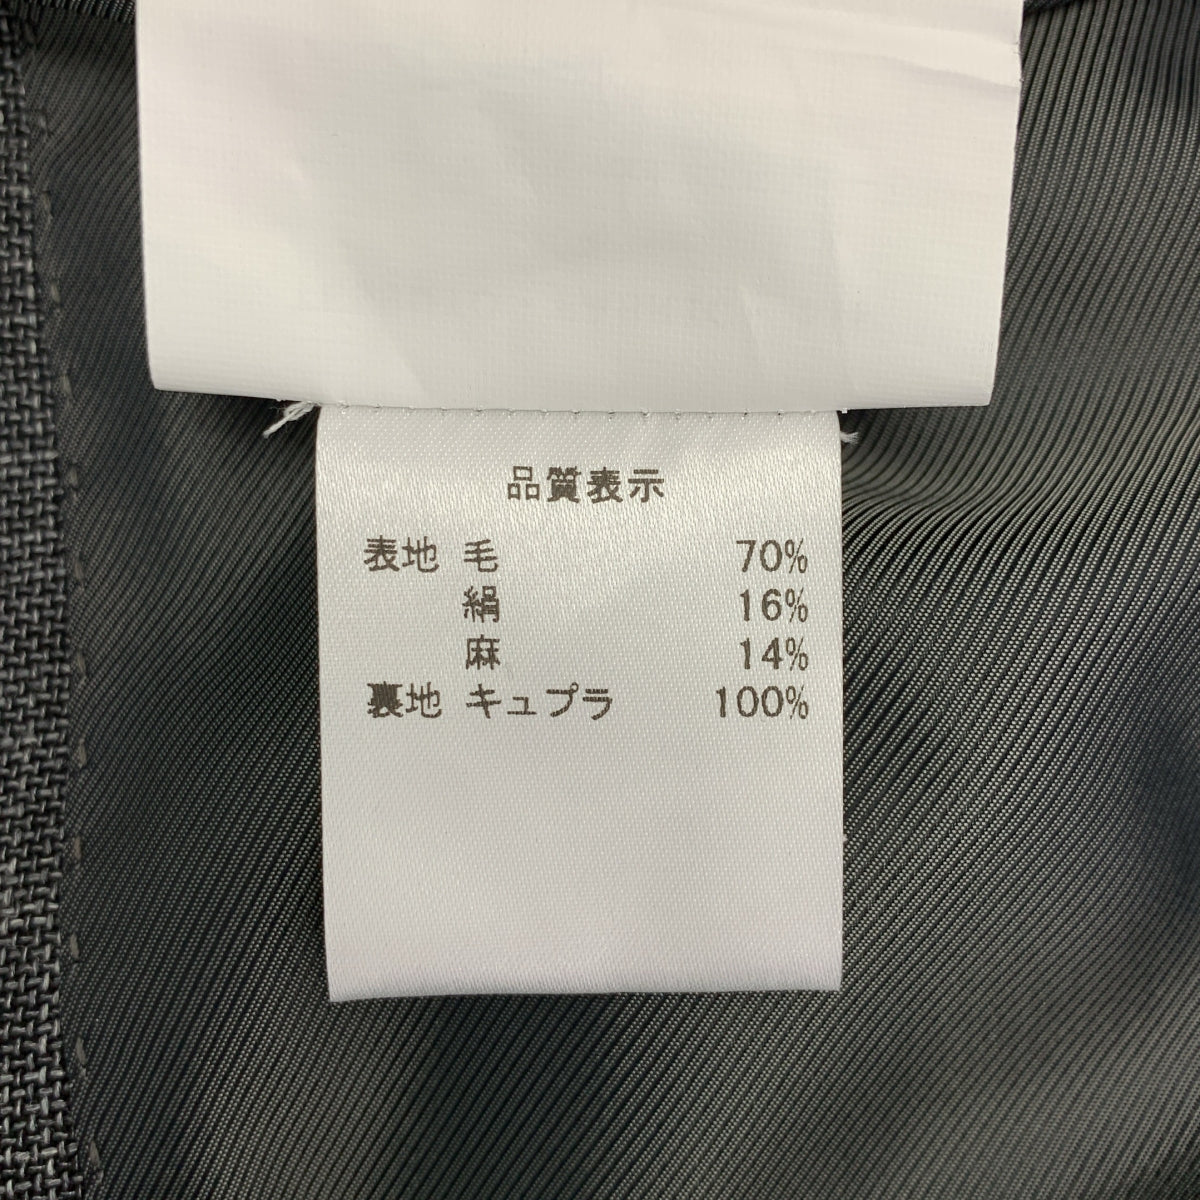 品質表示
表地 毛 70%
絹 16%
麻 14%
裏地 キュプラ 100%